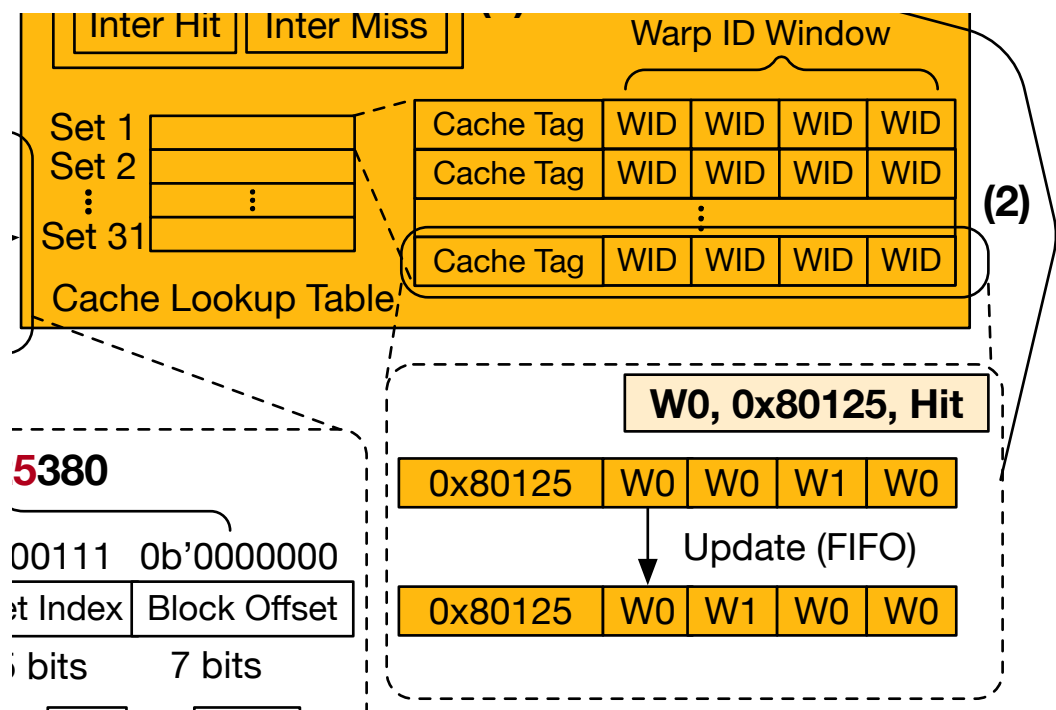 Inter Hit Inter Miss
Warp ID Window
Set 1
Set 2
Set 31
Cache Lookup Table
Cache Tag WID WID WID WID
Cache Tag WID WID WID WID
Cache Tag WID WID WID WID
(2)
W0, 0x80125, Hit
0x80125 W0 W0 W1 W0
Update (FIFO)
0x80125 W0 W1 W0 W0
5380
00111 0b'0000000
et Index Block Offset
bits 7 bits